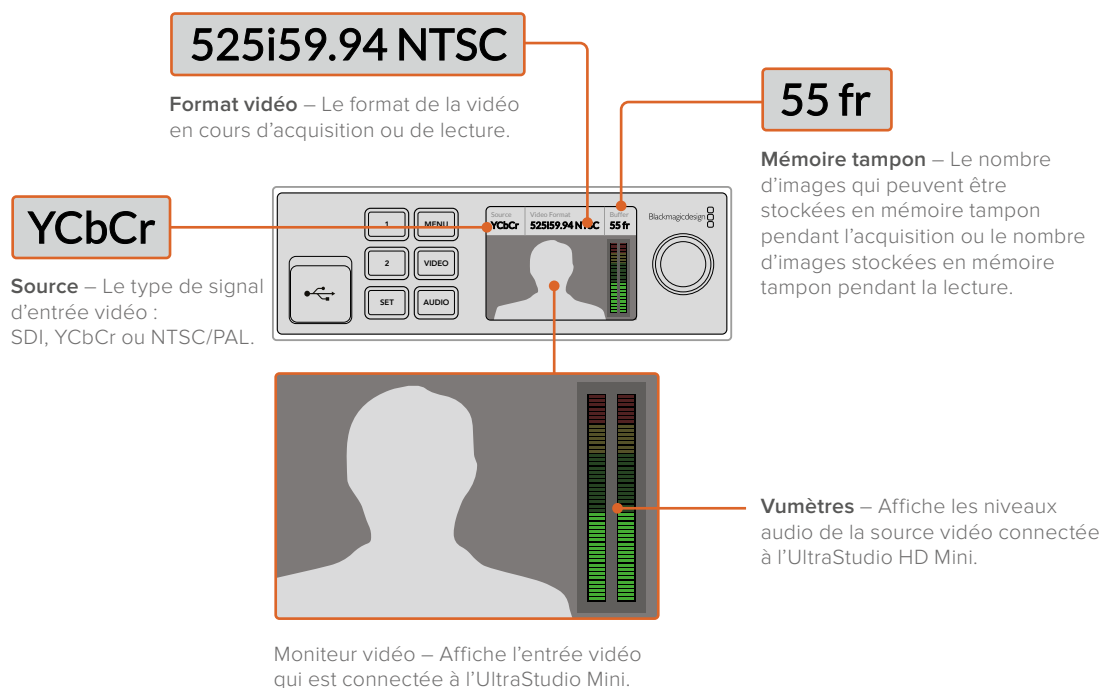 525i59.94 NTSC
Format vidéo – Le format de la vidéo
en cours d'acquisition ou de lecture.
55 fr
Mémoire tampon – Le nombre
d'images qui peuvent être
stockées en mémoire tampon
pendant l'acquisition ou le nombre
d'images stockées en mémoire
tampon pendant la lecture.
YCbCr
Source – Le type de signal
d'entrée vidéo :
SDI, YCbCr ou NTSC/PAL.
1
MENU
2
VIDEO
SET
AUDIO
Source
Video Format
Buffer
YCbCr
525I59.94 NTSC
55 fr
Blackmagicdesign
Vumètres – Affiche les niveaux
audio de la source vidéo connectée
à l'UltraStudio HD Mini.
Moniteur vidéo – Affiche l'entrée vidéo
qui est connectée à l'UltraStudio Mini.